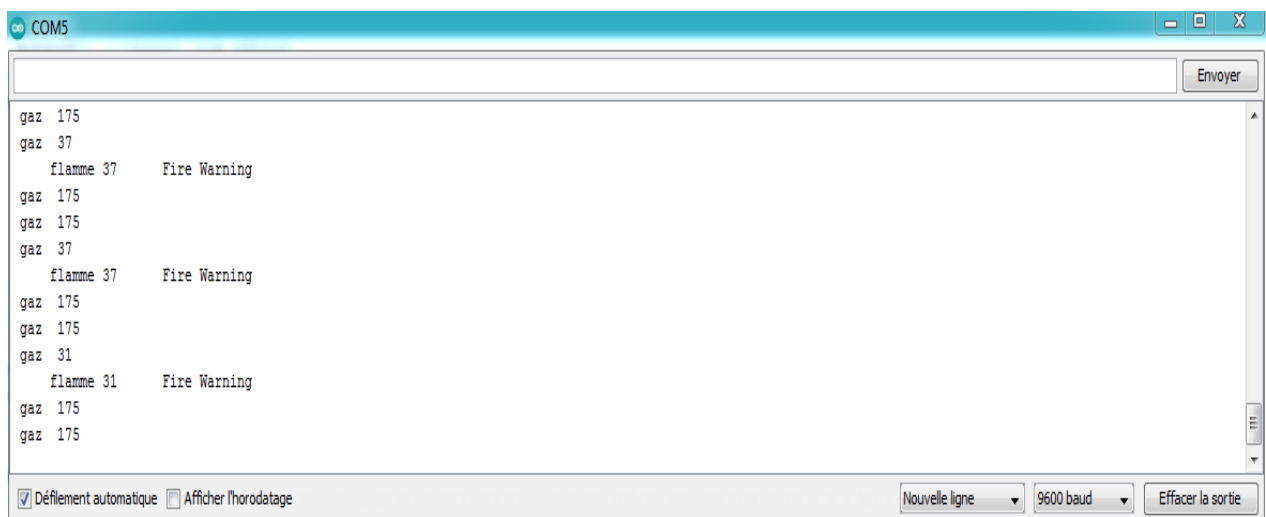 COM5
Envoyer
gaz 175
gaz 37
flamme 37 Fire Warning
gaz 175
gaz 175
gaz 37
flamme 37 Fire Warning
gaz 175
gaz 175
gaz 31
flamme 31 Fire Warning
gaz 175
gaz 175
Défilement automatique Afficher l'horodatage Nouvelle ligne 9600 baud Effacer la sortie